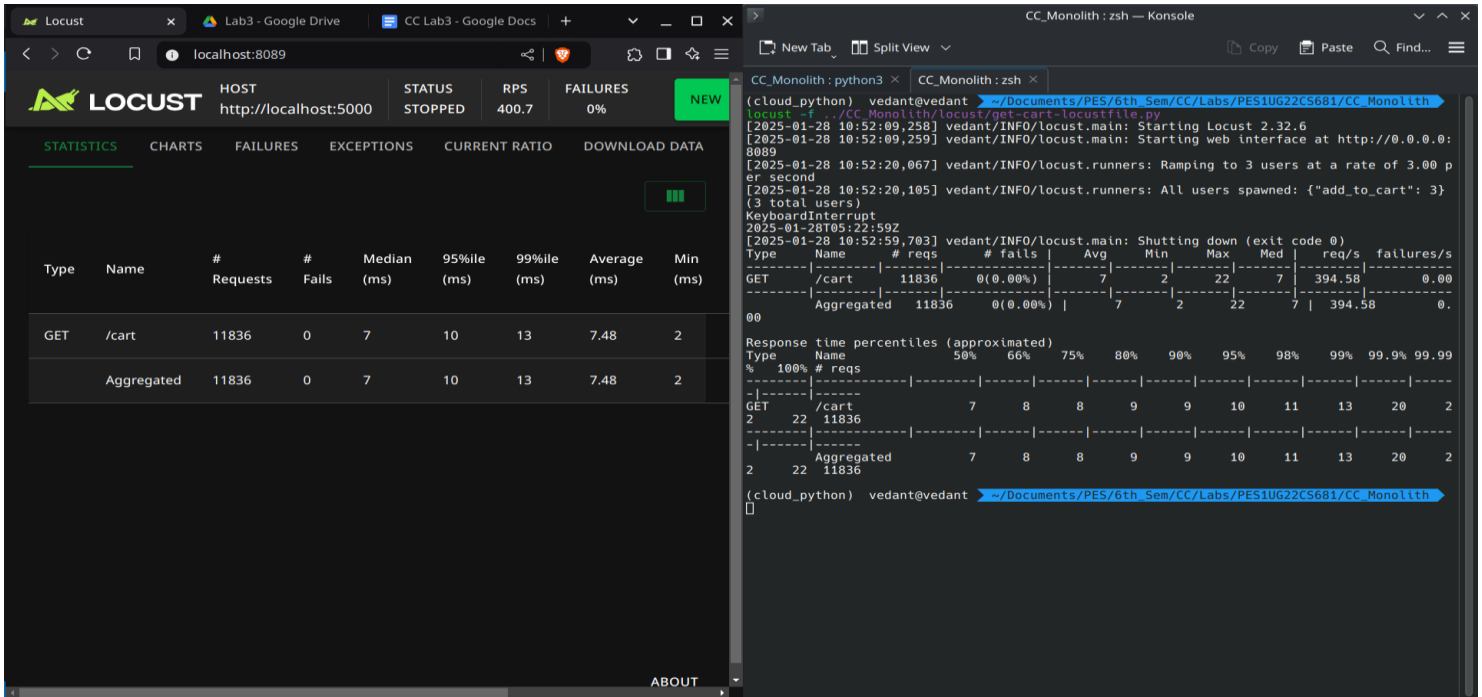 Locust
Lab3 - Google Drive
CC Lab3 - Google Docs
localhost:8089
LOCUST
HOST
http://localhost:5000
STATUS
STOPPED
RPS
400.7
FAILURES
0%
NEW
STATISTICS CHARTS FAILURES EXCEPTIONS CURRENT RATIO DOWNLOAD DATA
Type Name # Requests # Fails Median (ms) 95%ile (ms) 99%ile (ms) Average (ms) Min (ms)
GET /cart 11836 0 7 10 13 7.48 2
Aggregated 11836 0 7 10 13 7.48 2
ABOUT
CC_Monolith : zsh — Konsole
New Tab Split View Copy Paste Find...
CC_Monolith : python3 CC_Monolith : zsh
(cloud_python) vedant@vedant ~/Documents/PES/6th_Sem/CC/Labs/PES1UG22CS681/CC_Monolith
locust -f ../CC_Monolith/locust/get-cart-locustfile.py
[2025-01-28 10:52:09,258] vedant/INFO/locust.main: Starting Locust 2.32.6
[2025-01-28 10:52:09,259] vedant/INFO/locust.main: Starting web interface at http://0.0.0.0:
8089
[2025-01-28 10:52:20,067] vedant/INFO/locust.runners: Ramping to 3 users at a rate of 3.00 p
er second
[2025-01-28 10:52:20,105] vedant/INFO/locust.runners: All users spawned: {"add_to_cart": 3}
(3 total users)
KeyboardInterrupt
2025-01-28T05:22:59Z
[2025-01-28 10:52:59,703] vedant/INFO/locust.main: Shutting down (exit code 0)
Type Name # reqs # fails | Avg Min Max Med | req/s failures/s
--------|-----------|-------|-------------|-------|-------|-------|-------|--------|-----------
GET /cart 11836 0(0.00%) | 7 2 22 7 | 394.58 0.00
--------|-----------|-------|-------------|-------|-------|-------|-------|--------|-----------
Aggregated 11836 0(0.00%) | 7 2 22 7 | 394.58 0.
00
Response time percentiles (approximated)
Type Name 50% 66% 75% 80% 90% 95% 98% 99% 99.9% 99.99
% 100% # reqs
--------|------------|--------|------|------|------|------|------|------|------|------|-----
-|------|------
GET /cart 7 8 8 9 9 10 11 13 20 2
2 22 11836
--------|------------|--------|------|------|------|------|------|------|------|------|-----
-|------|------
Aggregated 7 8 8 9 9 10 11 13 20 2
2 22 11836
(cloud_python) vedant@vedant ~/Documents/PES/6th_Sem/CC/Labs/PES1UG22CS681/CC_Monolith